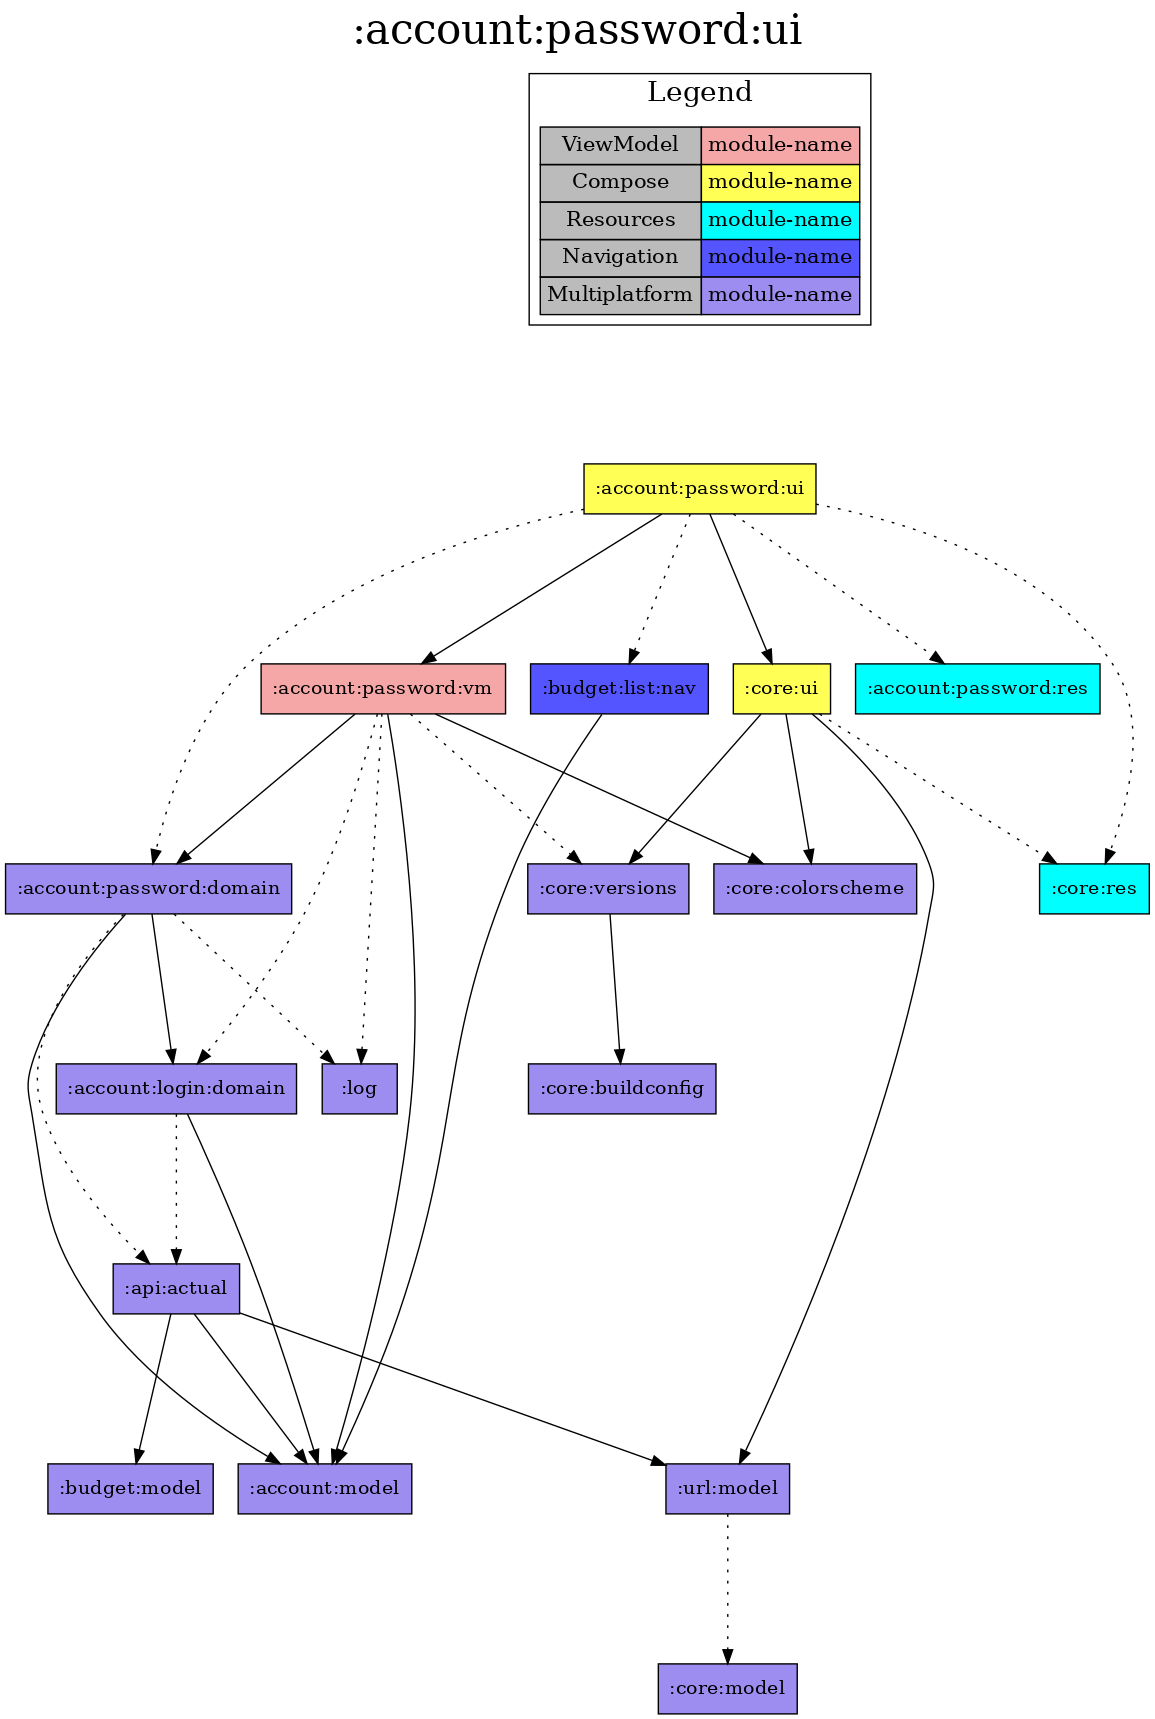 :account:password:ui
Legend
ViewModel module-name
Compose module-name
Resources module-name
Navigation module-name
Multiplatform module-name
:account:password:ui
:account:password:vm
:budget:list:nav
:core:ui
:account:password:res
:account:password:domain
:core:versions
:core:colorscheme
:core:res
:account:login:domain
:log
:core:buildconfig
:api:actual
:budget:model
:account:model
:url:model
:core:model